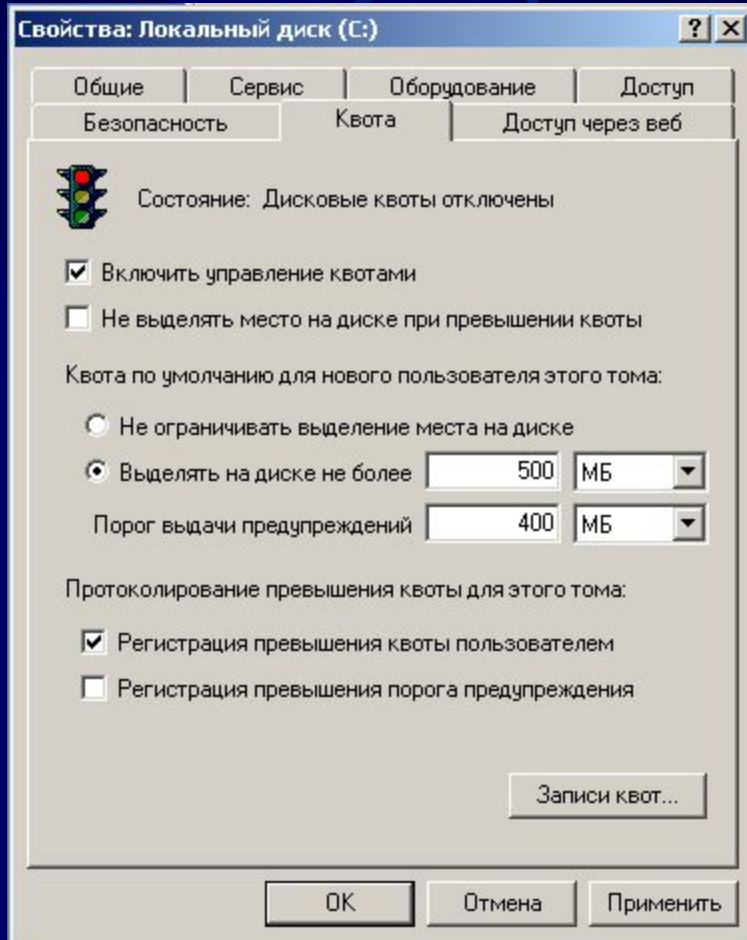 Свойства: Локальный диск (C:)
Общие Сервис Оборудование Доступ
Безопасность Квота Доступ через веб
Состояние: Дисковые квоты отключены
Включить управление квотами
Не выделять место на диске при превышении квоты
Квота по умолчанию для нового пользователя этого тома:
Не ограничивать выделение места на диске
Выделять на диске не более 500 МБ
Порог выдачи предупреждений 400 МБ
Протоколирование превышения квоты для этого тома:
Регистрация превышения квоты пользователем
Регистрация превышения порога предупреждения
Записи квот...
OK Отмена Применить